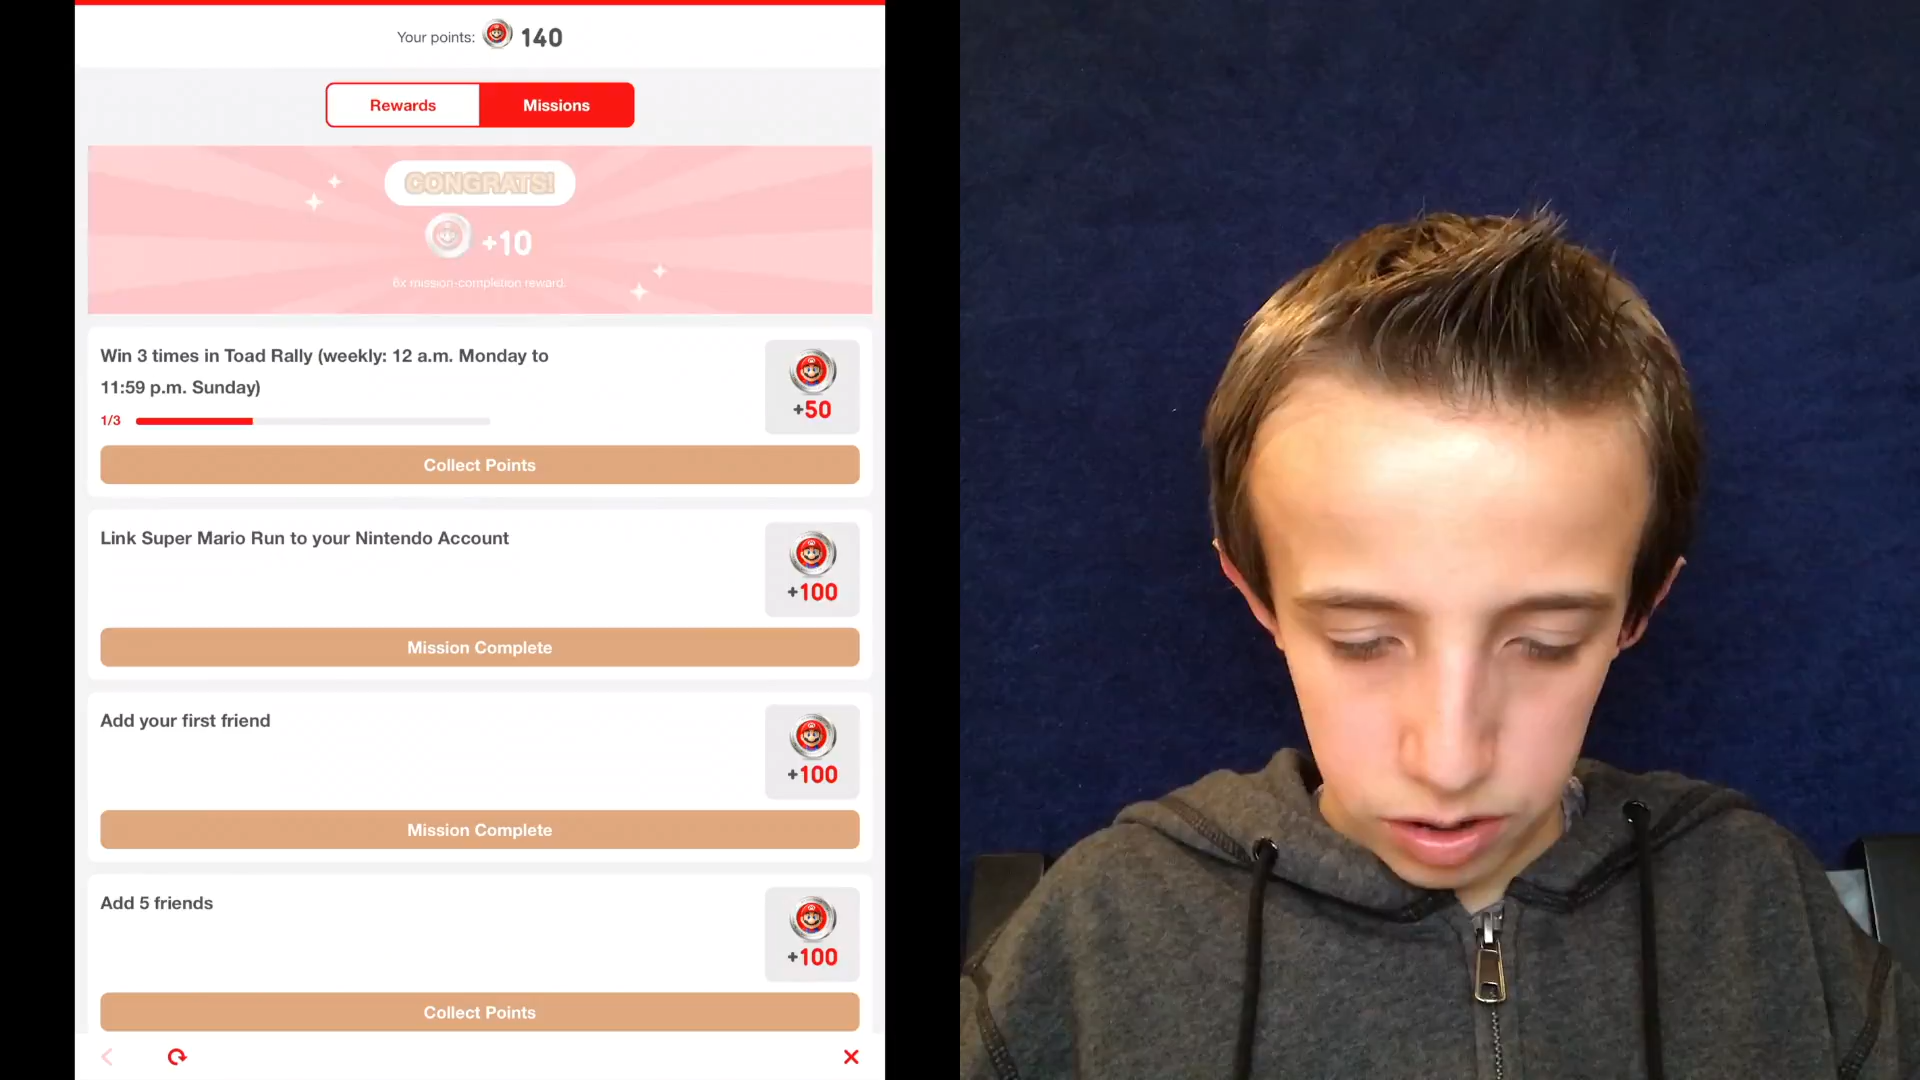 Your points: 140
Rewards
Missions
CONGRATS!
+10
6x mission-completion reward.
Win 3 times in Toad Rally (weekly: 12 a.m. Monday to
11:59 p.m. Sunday)
+50
1/3
Collect Points
Link Super Mario Run to your Nintendo Account
+100
Mission Complete
Add your first friend
+100
Mission Complete
Add 5 friends
+100
Collect Points